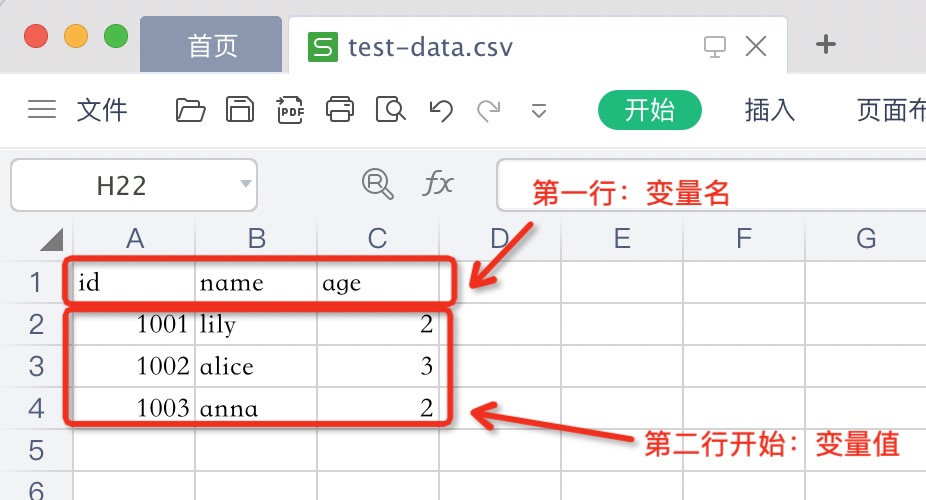 首页
test-data.csv
文件
PDF
开始
插入
页面布
H22
fx
第一行：变量名
A B C D E F G
1 id name age
2 1001 lily 2
3 1002 alice 3
4 1003 anna 2
第二行开始：变量值
5
6